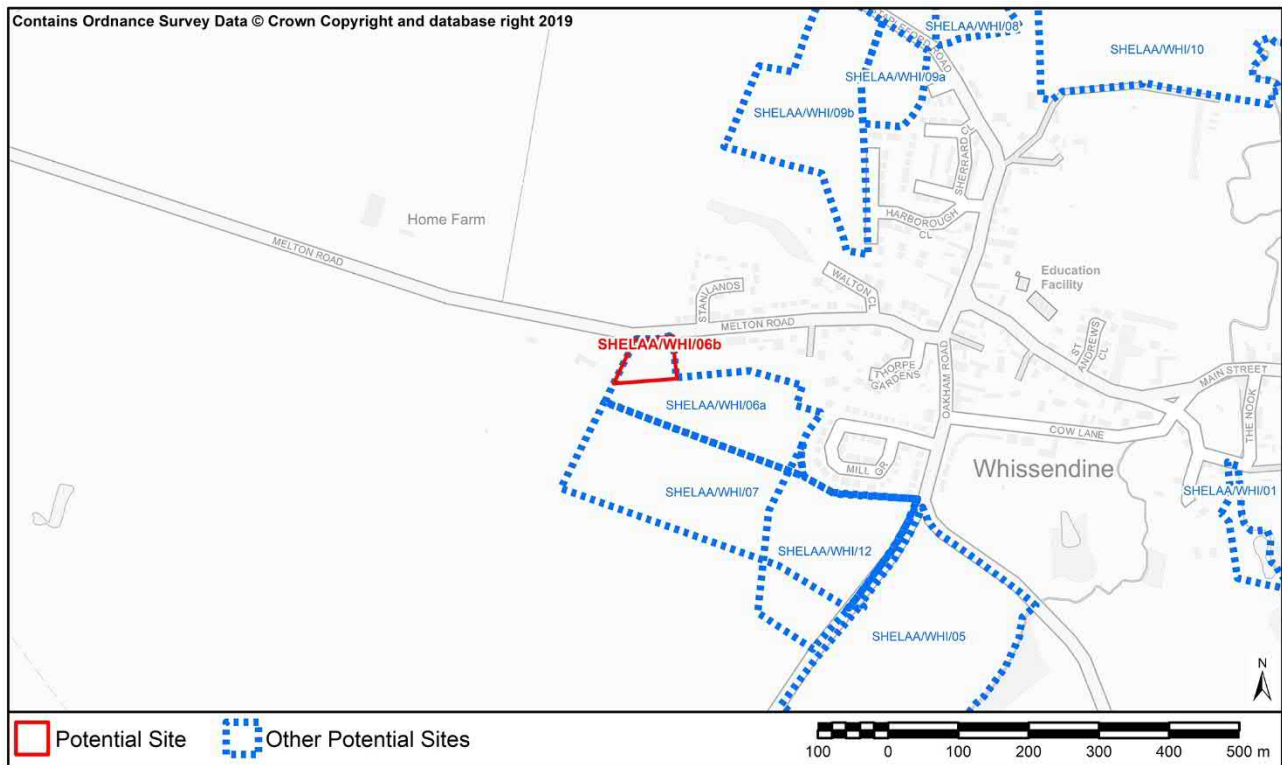 Contains Ordnance Survey Data © Crown Copyright and database right 2019
STAPLEFORD ROAD
SHELAA/WHI/08
SHELAA/WHI/10
SHELAA/WHI/09a
SHELAA/WHI/09b
SHERRARD CL
HARBOROUGH
CL
Home Farm
MELTON ROAD
WALTON CL
Education
Facility
STANILANDS
MELTON ROAD
SHELAA/WHI/06b
ST
ANDREWS
CL
THORPE
GARDENS
MAIN STREET
OAKHAM ROAD
THE NOOK
SHELAA/WHI/06a
COW LANE
MILL GR
Whissendine
SHELAA/WHI/07
SHELAA/WHI/01
SHELAA/WHI/12
SHELAA/WHI/05
N
Potential Site
Other Potential Sites
100 0 100 200 300 400 500 m